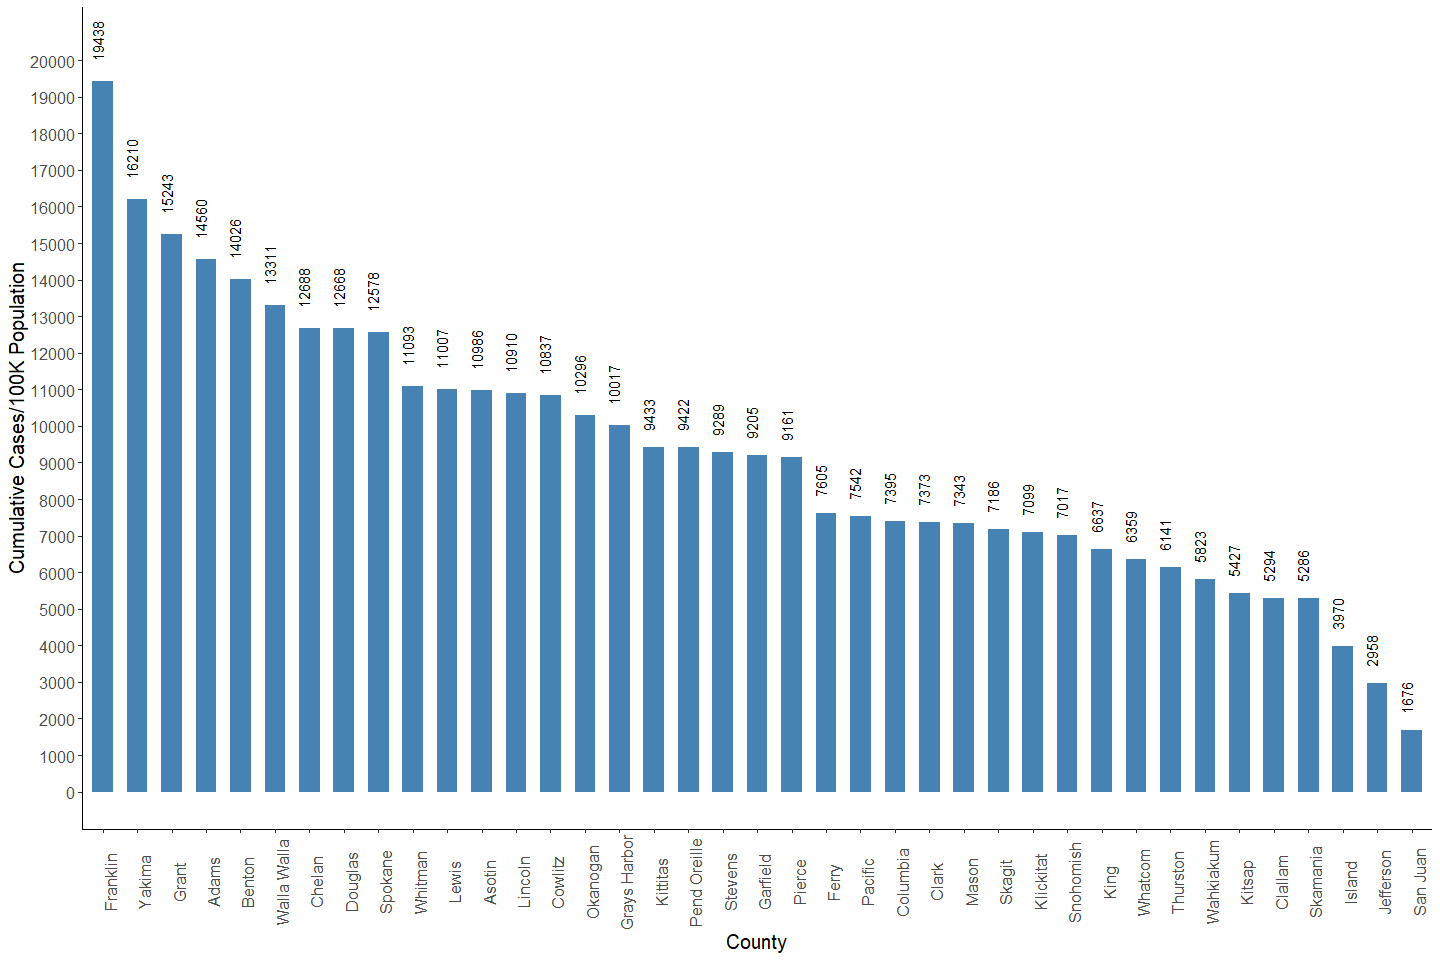 Cumulative Cases/100K Population
20000
19000
18000
17000
16000
15000
14000
13000
12000
11000
10000
9000
8000
7000
6000
5000
4000
3000
2000
1000
0
19438
16210
15243
14560
14026
13311
12688
12668
12578
11093
11007
10986
10910
10837
10296
10017
9433
9422
9289
9205
9161
7605
7542
7395
7373
7343
7186
7099
7017
6637
6359
6141
5823
5427
5294
5286
3970
2958
1676
Franklin
Yakima
Grant
Adams
Benton
Walla Walla
Chelan
Douglas
Spokane
Whitman
Lewis
Asotin
Lincoln
Cowlitz
Okanogan
Grays Harbor
Kittitas
Pend Oreille
Stevens
Garfield
Pierce
Ferry
Pacific
Columbia
Clark
Mason
Skagit
Klickitat
Snohomish
King
Whatcom
Thurston
Wahkiakum
Kitsap
Clallam
Skamania
Island
Jefferson
San Juan
County